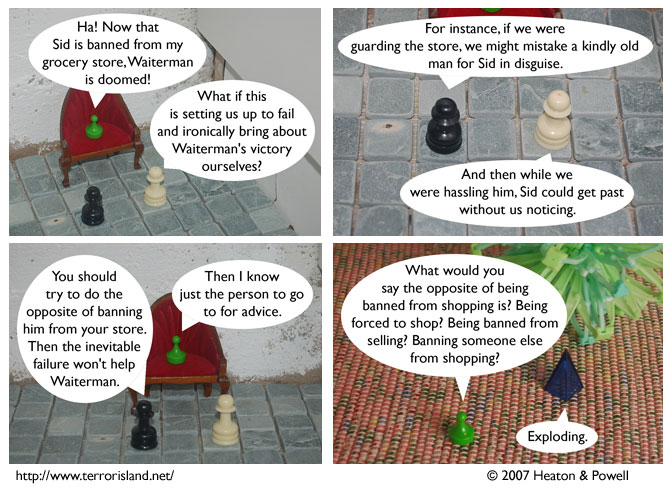 Ha! Now that
Sid is banned from my
grocery store, Waiterman
is doomed!
What if this
is setting us up to fail
and ironically bring about
Waiterman's victory
ourselves?
For instance, if we were
guarding the store, we might mistake a kindly old
man for Sid in disguise.
And then while we
were hassling him, Sid could get past
without us noticing.
You should
try to do the
opposite of banning
him from your store.
Then the inevitable
failure won't help
Waiterman.
Then I know
just the person to go
to for advice.
What would you
say the opposite of being
banned from shopping is? Being
forced to shop? Being banned from
selling? Banning someone else
from shopping?
Exploding.
http://www.terrorisland.net/
© 2007 Heaton & Powell